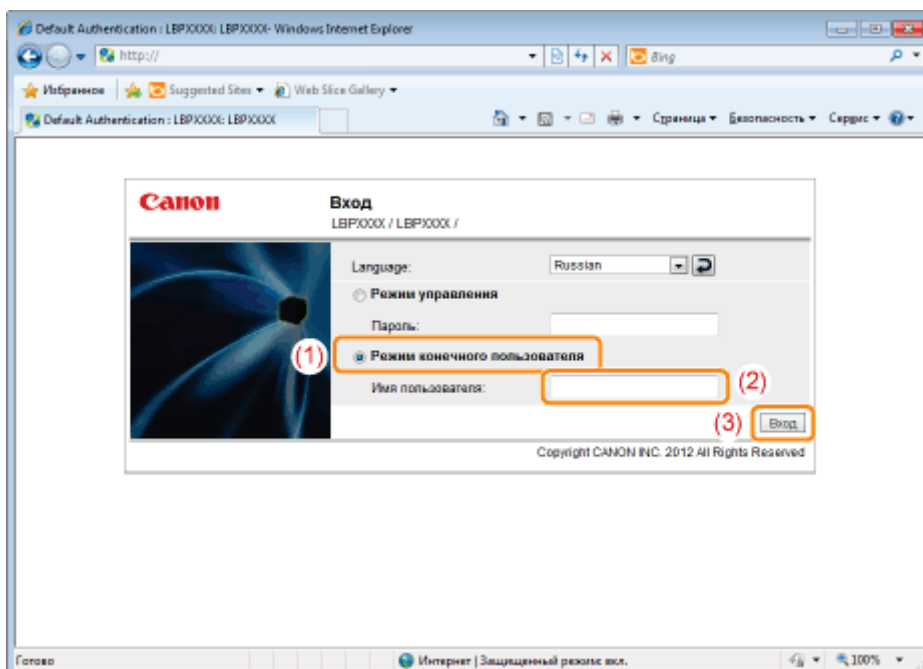 Default Authentication : LBPXXXX: LBPXXXX- Windows Internet Explorer
http://
Bing
Избранное Suggested Sites Web Slice Gallery
Default Authentication : LBPXXXX: LBPXXXX Страница Безопасность Сервис
Canon Вход
LBPXXXX / LBPXXXX /
Language: Russian
Режим управления
Пароль:
(1) Режим конечного пользователя
Имя пользователя: (2)
(3) Вход
Copyright CANON INC. 2012 All Rights Reserved
Готово Интернет | Защищенный режим: вкл. 100%